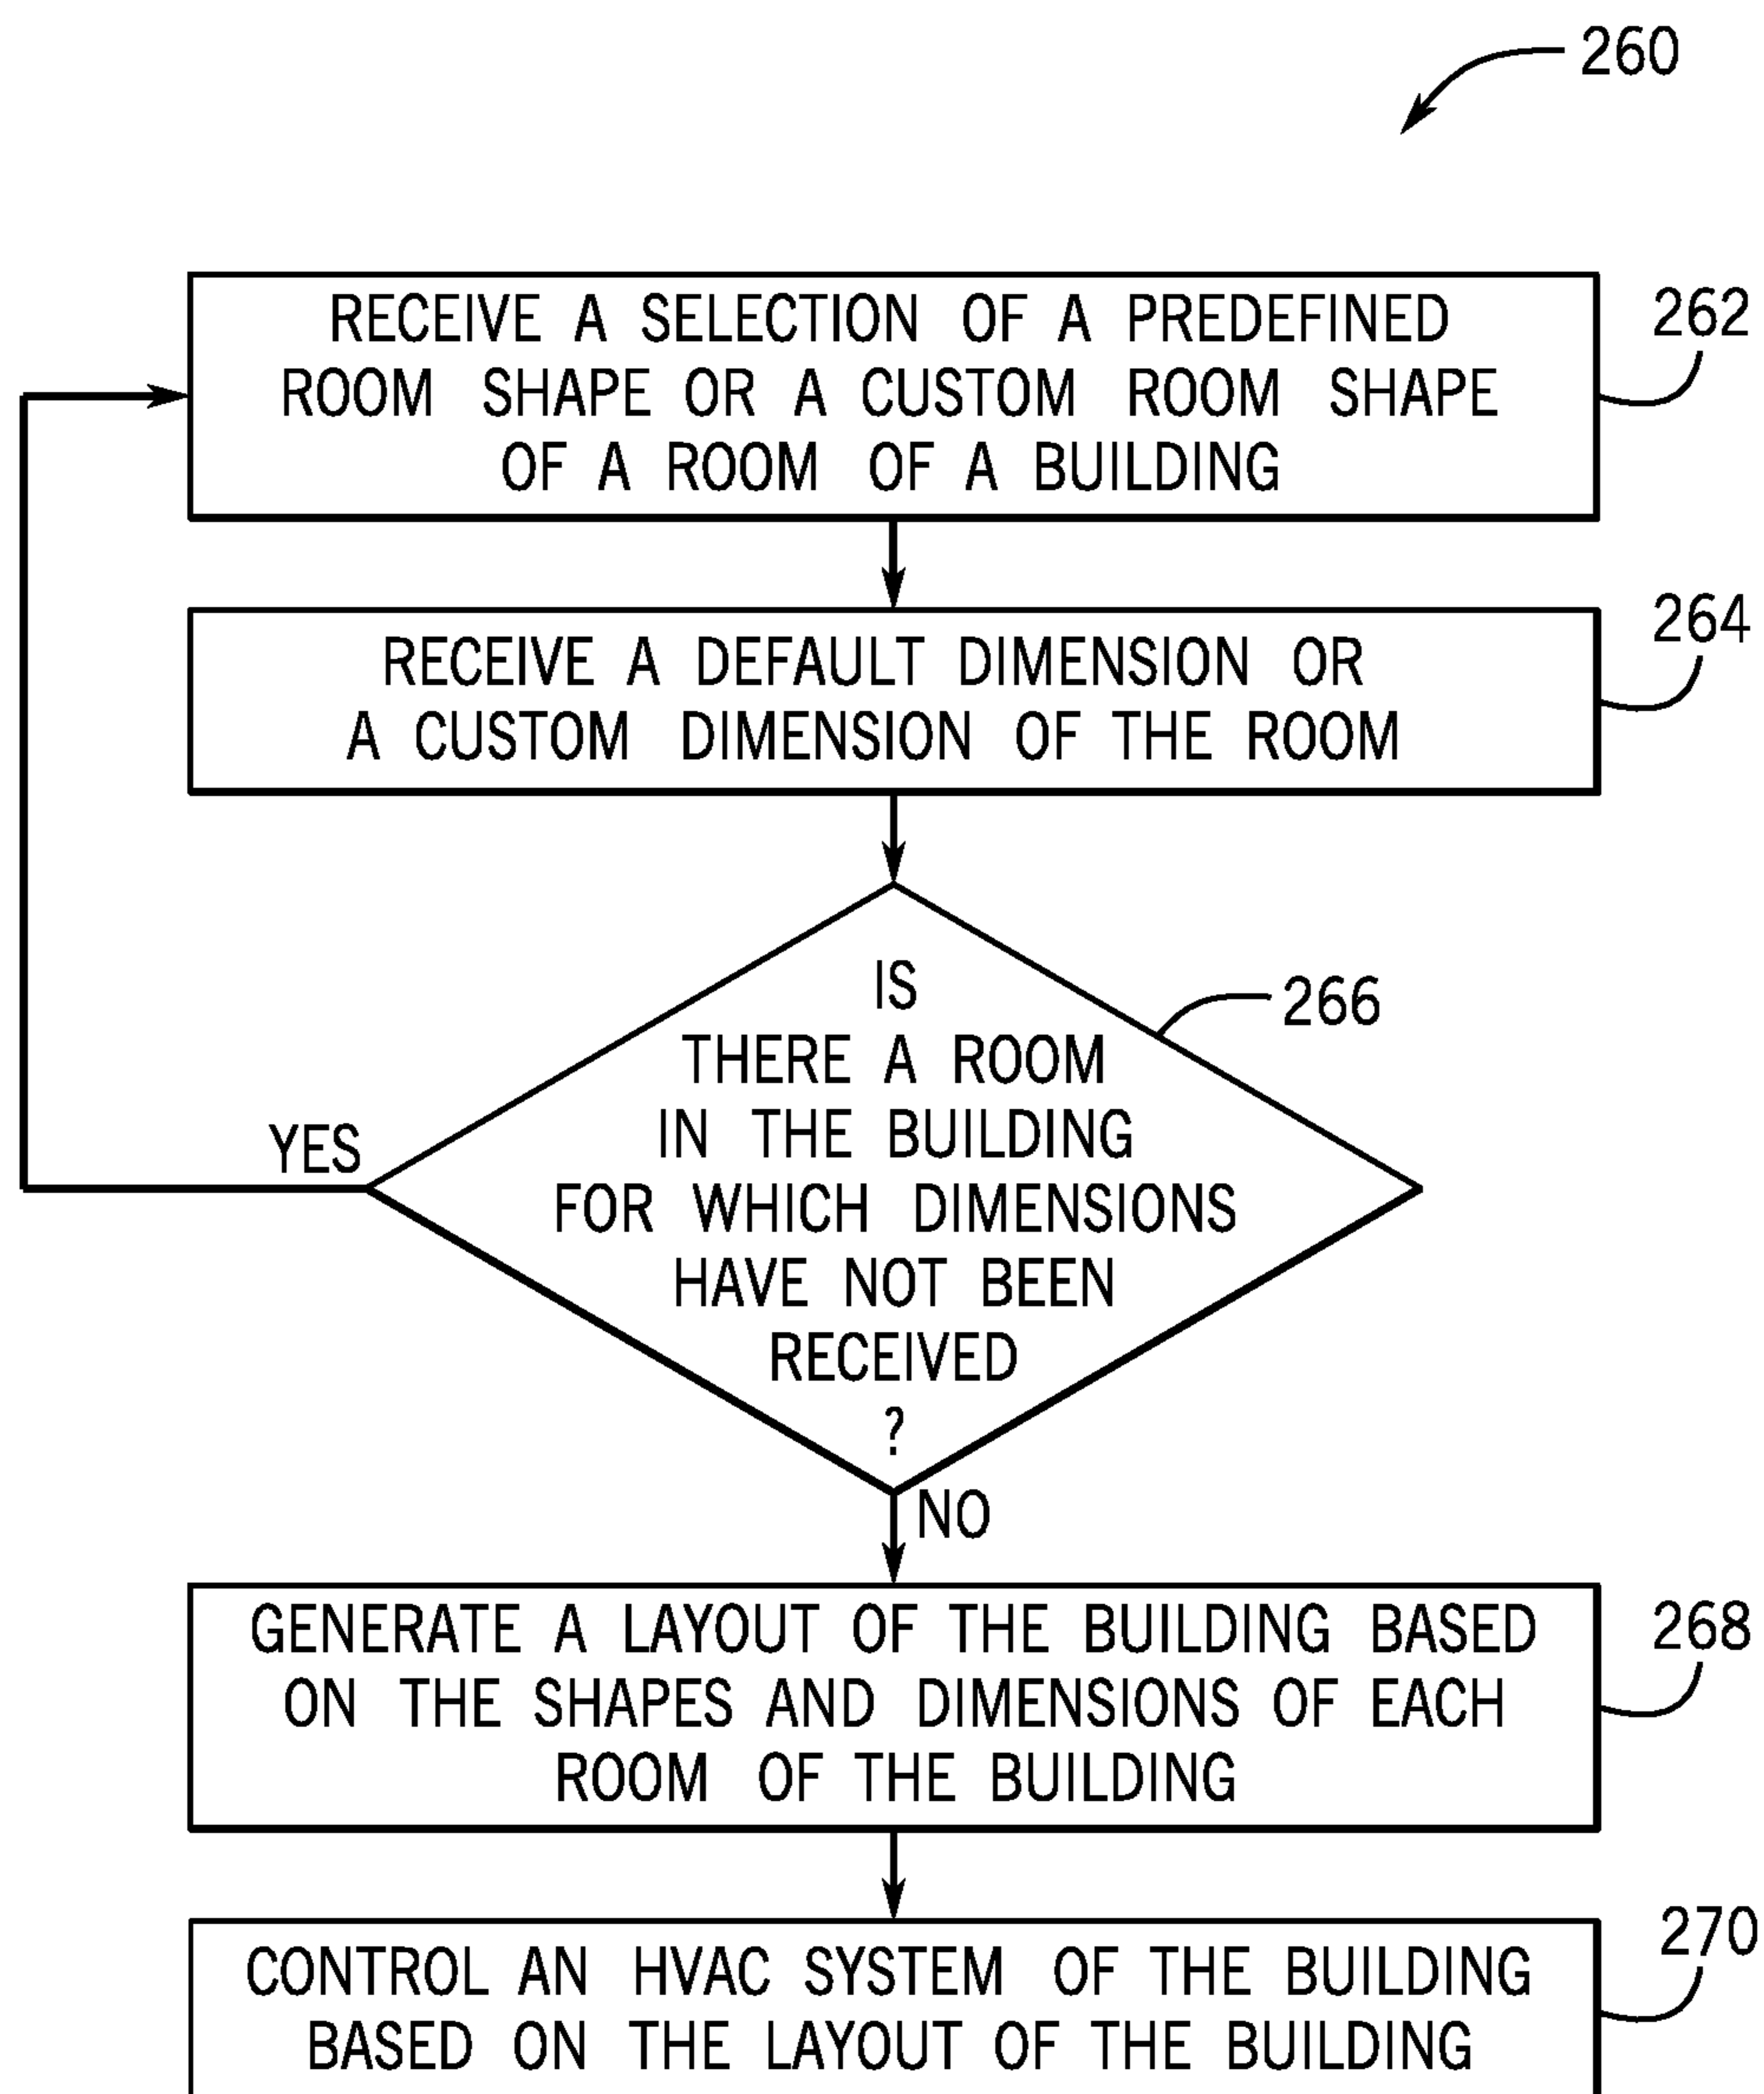 260
RECEIVE A SELECTION OF A PREDEFINED
ROOM SHAPE OR A CUSTOM ROOM SHAPE
OF A ROOM OF A BUILDING
262
RECEIVE A DEFAULT DIMENSION OR
A CUSTOM DIMENSION OF THE ROOM
264
IS
THERE A ROOM
IN THE BUILDING
FOR WHICH DIMENSIONS
HAVE NOT BEEN
RECEIVED
?
266
YES
NO
GENERATE A LAYOUT OF THE BUILDING BASED
ON THE SHAPES AND DIMENSIONS OF EACH
ROOM OF THE BUILDING
268
CONTROL AN HVAC SYSTEM OF THE BUILDING
BASED ON THE LAYOUT OF THE BUILDING
270